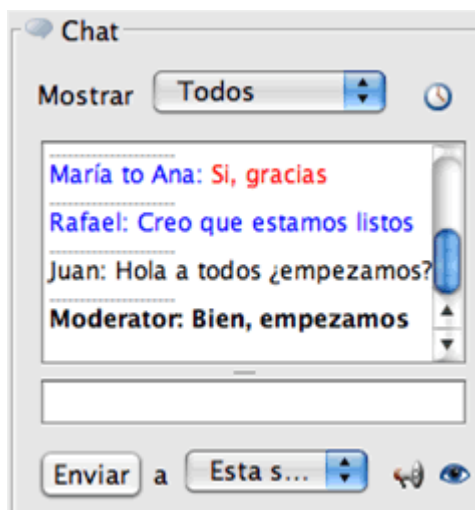 Chat
Mostrar Todos
María to Ana: Si, gracias
Rafael: Creo que estamos listos
Juan: Hola a todos ¿empezamos?
Moderator: Bien, empezamos
Enviar a Esta s...